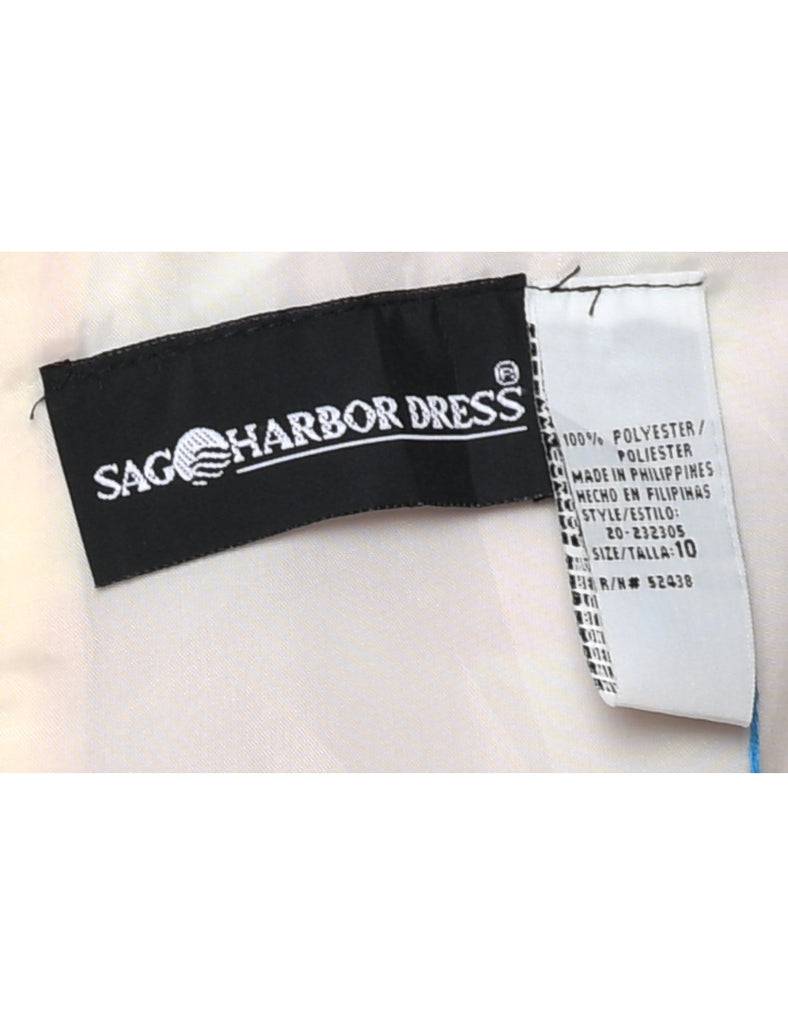 SAG HARBOR DRESS ®
100% POLYESTER/
POLIESTER
MADE IN PHILIPPINES
HECHO EN FILIPINAS
STYLE/ESTILO:
20-232305
SIZE/TALLA: 10
R/N# 52438